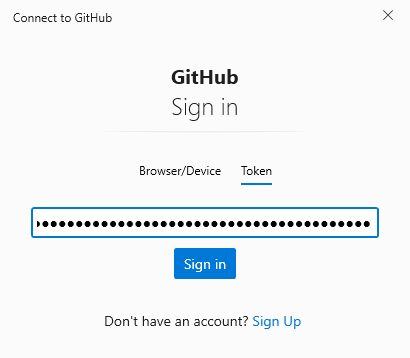 Connect to GitHub
GitHub
Sign in
Browser/Device Token
••••••••••••••••••••••••••••••••••••••••
Sign in
Don't have an account? Sign Up